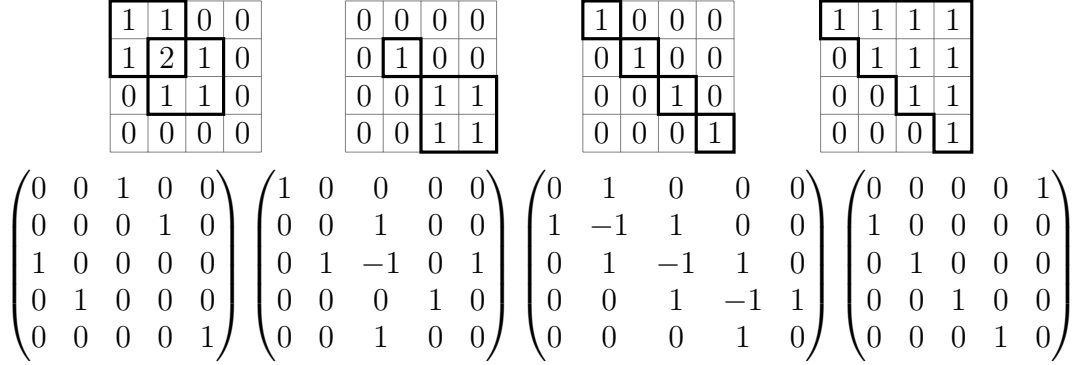 1 1 0 0 0 0 0 0 1 0 0 0 1 1 1 1
1 2 1 0 0 1 0 0 0 1 0 0 0 1 1 1
0 1 1 0 0 0 1 1 0 0 1 0 0 0 1 1
0 0 0 0 0 0 1 1 0 0 0 1 0 0 0 1
0 0 1 0 0 1 0 0 0 0 0 1 0 0 0 0 0 0 0 1
0 0 0 1 0 0 0 1 0 0 1 −1 1 0 0 1 0 0 0 0
1 0 0 0 0 0 1 −1 0 1 0 1 −1 1 0 0 1 0 0 0
0 1 0 0 0 0 0 0 1 0 0 0 1 −1 1 0 0 1 0 0
0 0 0 0 1 0 0 1 0 0 0 0 0 1 0 0 0 0 1 0